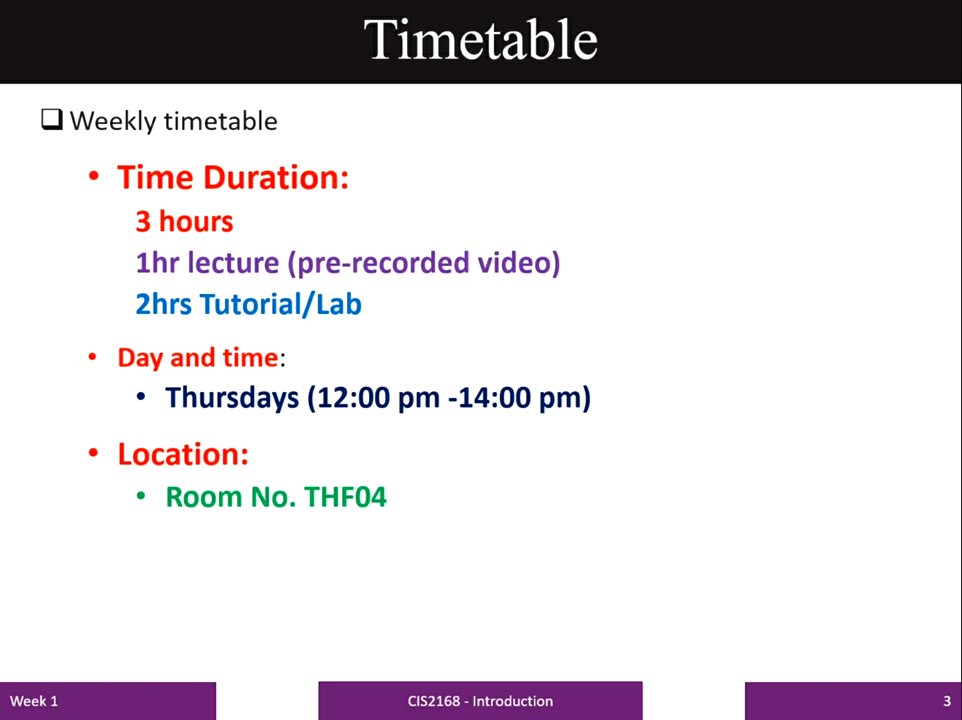 Timetable
Weekly timetable
• Time Duration:
3 hours
1hr lecture (pre-recorded video)
2hrs Tutorial/Lab
• Day and time:
• Thursdays (12:00 pm -14:00 pm)
• Location:
• Room No. THF04
Week 1
CIS2168 - Introduction
3